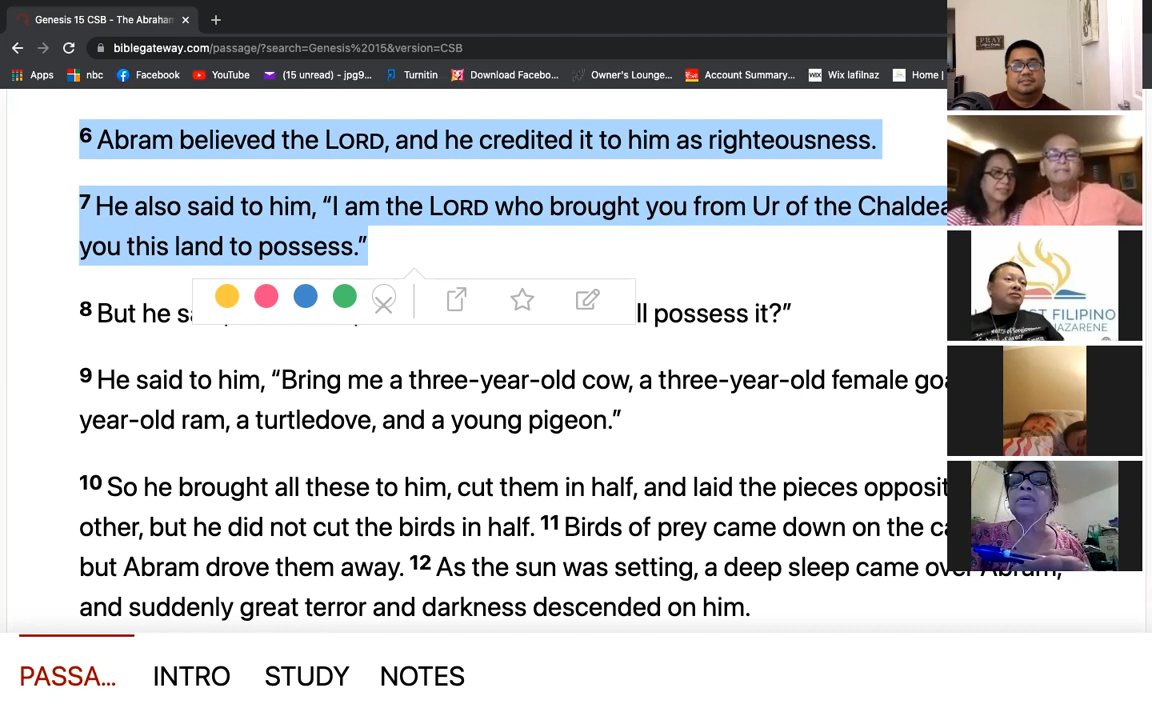 Genesis 15 CSB - The Abraham
biblegateway.com/passage/?search=Genesis%2015&version=CSB
Apps nbc Facebook YouTube (15 unread) - jpg9... Turnitin Download Facebo... Owner's Lounge... Account Summary... Wix lafilnaz Home |
PRAY
6 Abram believed the LORD, and he credited it to him as righteousness.
7 He also said to him, “I am the LORD who brought you from Ur of the Chaldea
you this land to possess.”
8 But he sa
ll possess it?”
ST FILIPINO
NAZARENE
9 He said to him, “Bring me a three-year-old cow, a three-year-old female goa
year-old ram, a turtledove, and a young pigeon.”
10 So he brought all these to him, cut them in half, and laid the pieces opposit
other, but he did not cut the birds in half. 11 Birds of prey came down on the ca
but Abram drove them away. 12 As the sun was setting, a deep sleep came over Abram,
and suddenly great terror and darkness descended on him.
PASSA... INTRO STUDY NOTES